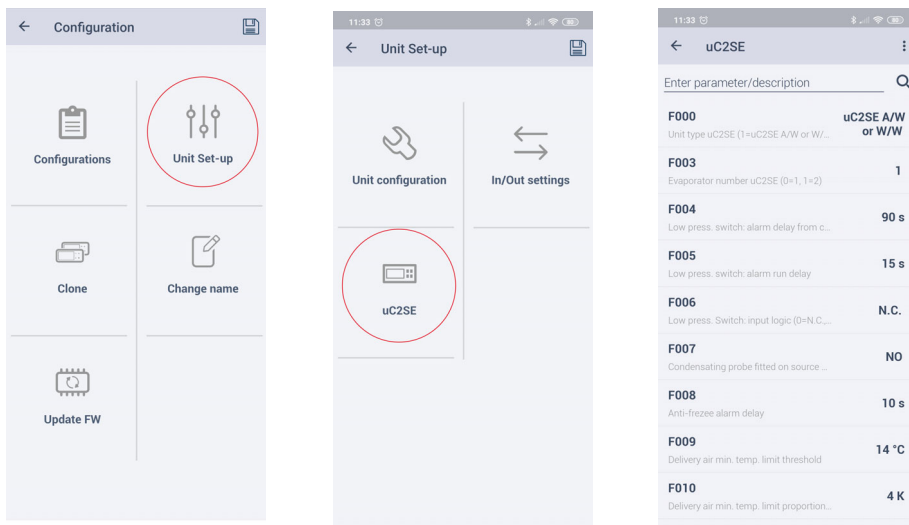 Configuration
Configurations
Unit Set-up
Clone
Change name
Update FW
11:33
Unit Set-up
Unit configuration
In/Out settings
uC2SE
11:33
uC2SE
Enter parameter/description
F000
uC2SE A/W
or W/W
Unit type uC2SE (1=uC2SE A/W or W/...
F003
1
Evaporator number uC2SE (0=1, 1=2)
F004
90 s
Low press. switch: alarm delay from c...
F005
15 s
Low press. switch: alarm run delay
F006
N.C.
Low press. Switch: input logic (0=N.C,...
F007
NO
Condensating probe fitted on source ...
F008
10 s
Anti-frezee alarm delay
F009
14 °C
Delivery air min. temp. limit threshold
F010
4 K
Delivery air min. temp. limit proportion...